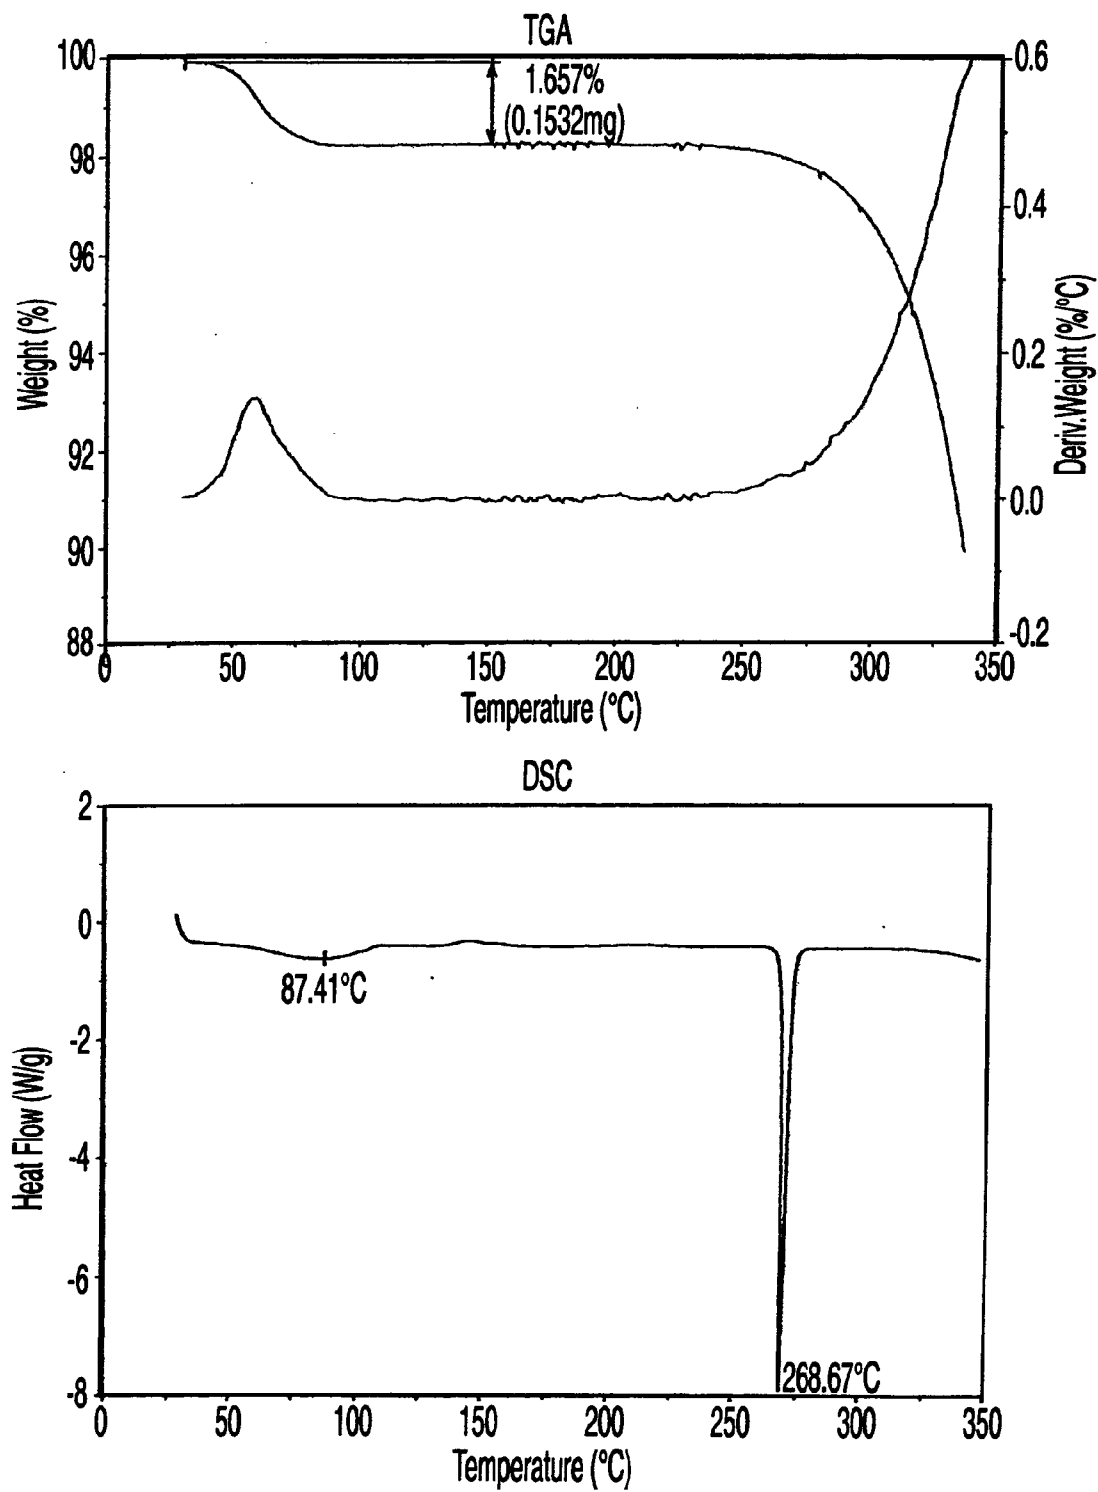 TGA
100
98
96
94
92
90
88
Weight (%)
1.657%
(0.1532mg)
0.6
0.4
0.2
0.0
-0.2
Deriv.Weight (%/°C)
0 50 100 150 200 250 300 350
Temperature (°C)
DSC
2
0
-2
-4
-6
-8
Heat Flow (W/g)
87.41°C
268.67°C
0 50 100 150 200 250 300 350
Temperature (°C)